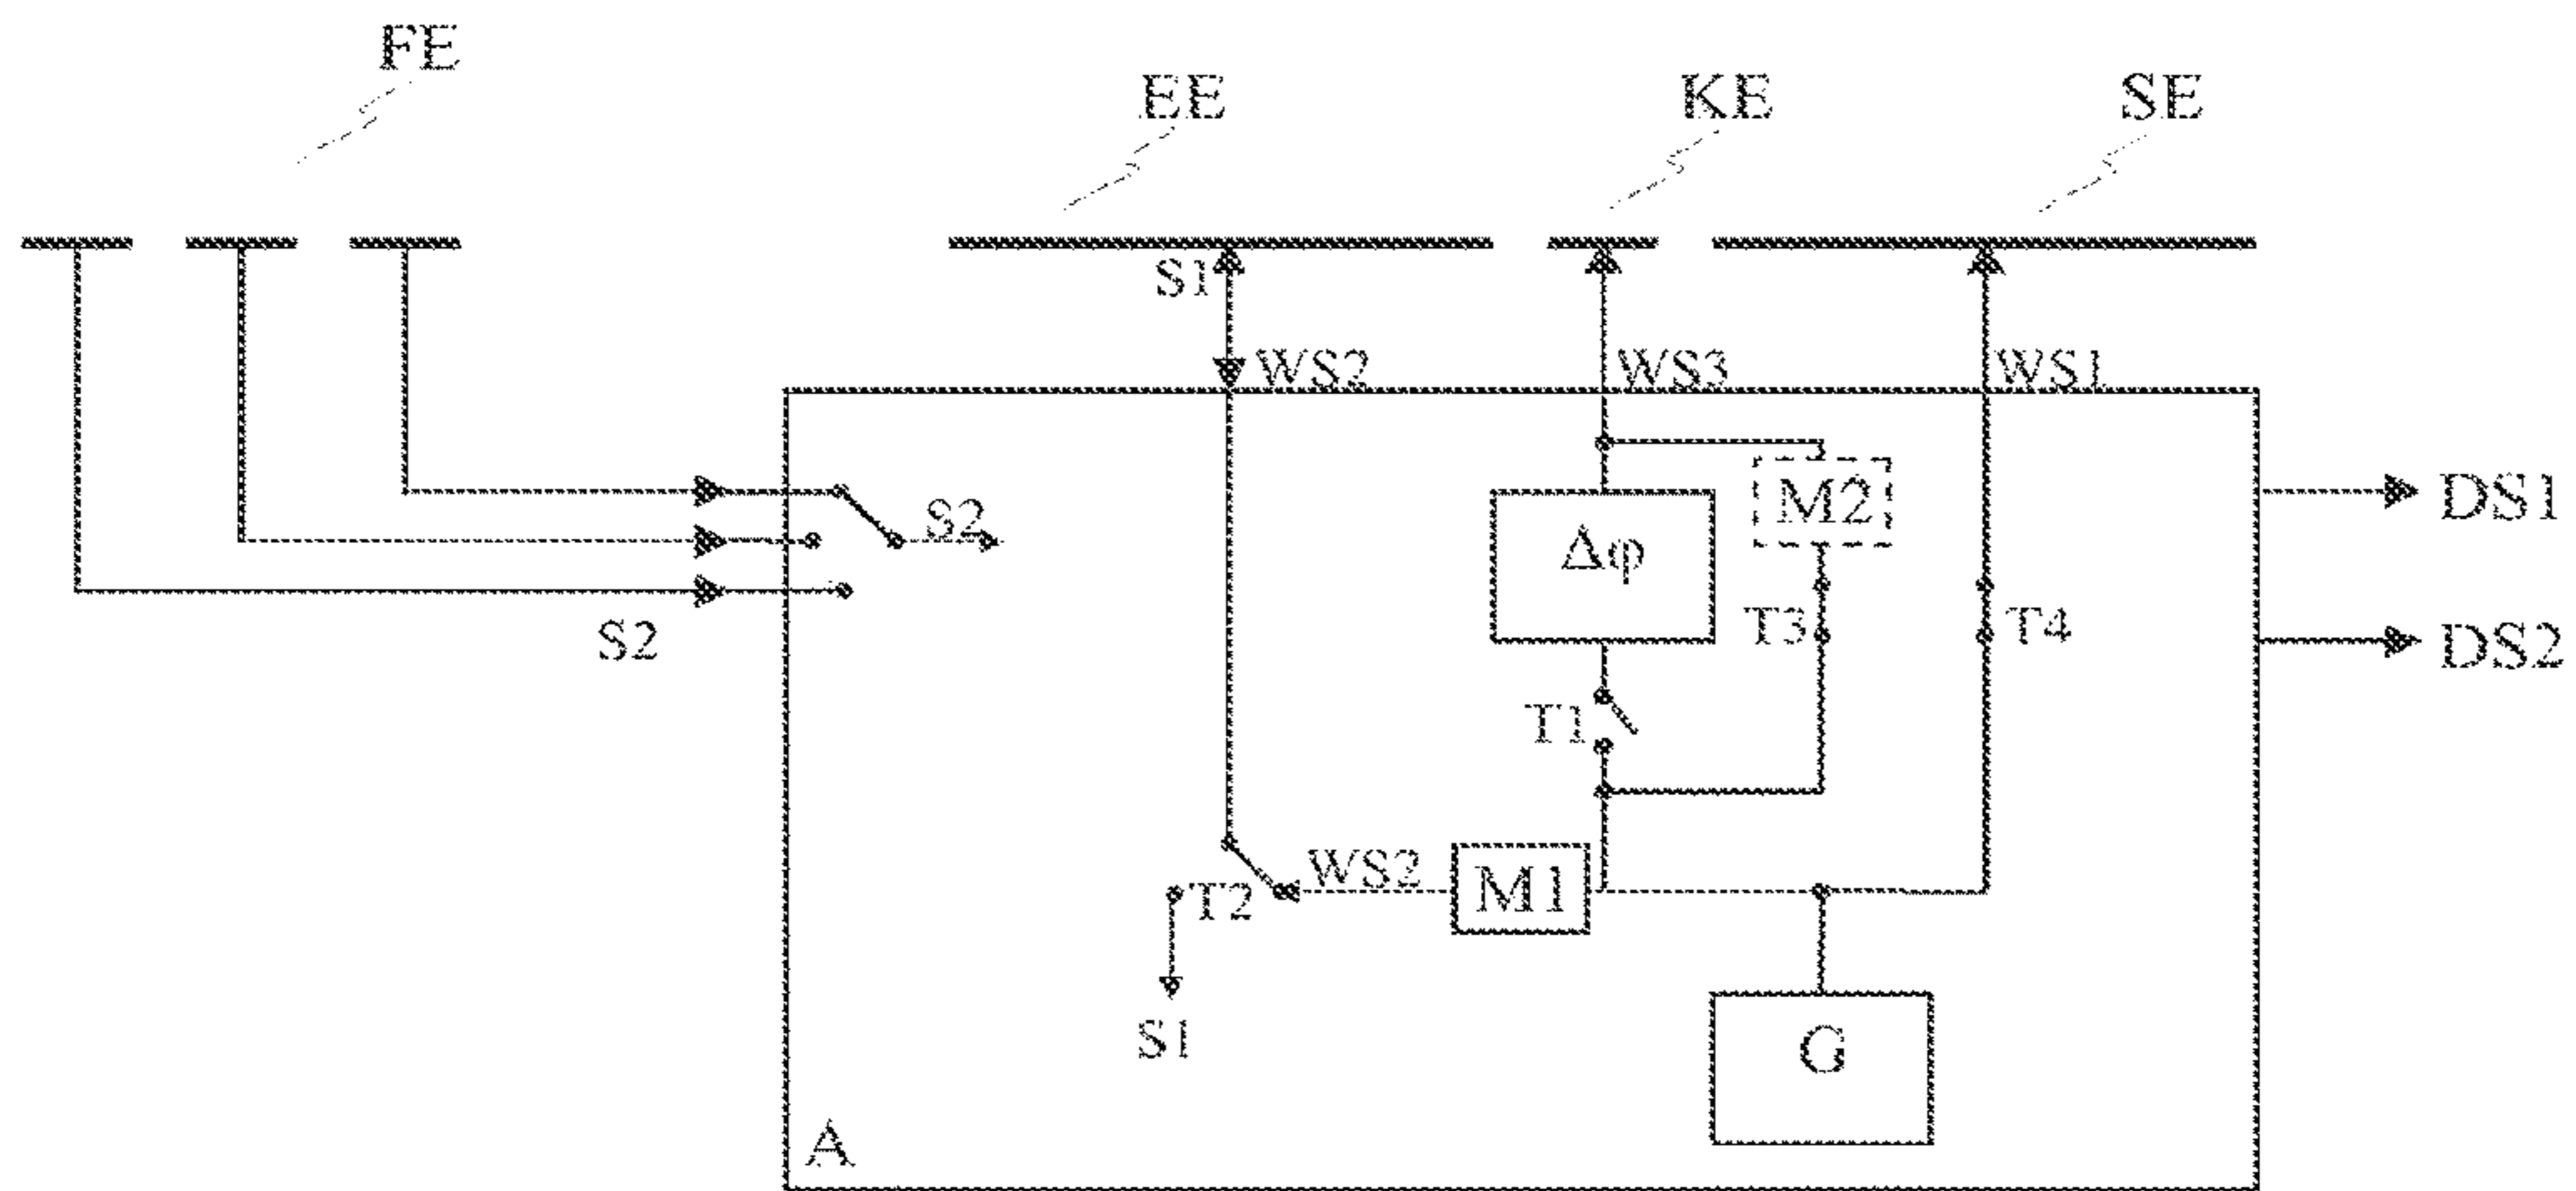 FE
EE KE SE
S1
WS2 WS3 WS1
M2
S2 Δφ DS1
S2 T3 T4 DS2
T1
WS2
T2 M1
S1 G
A